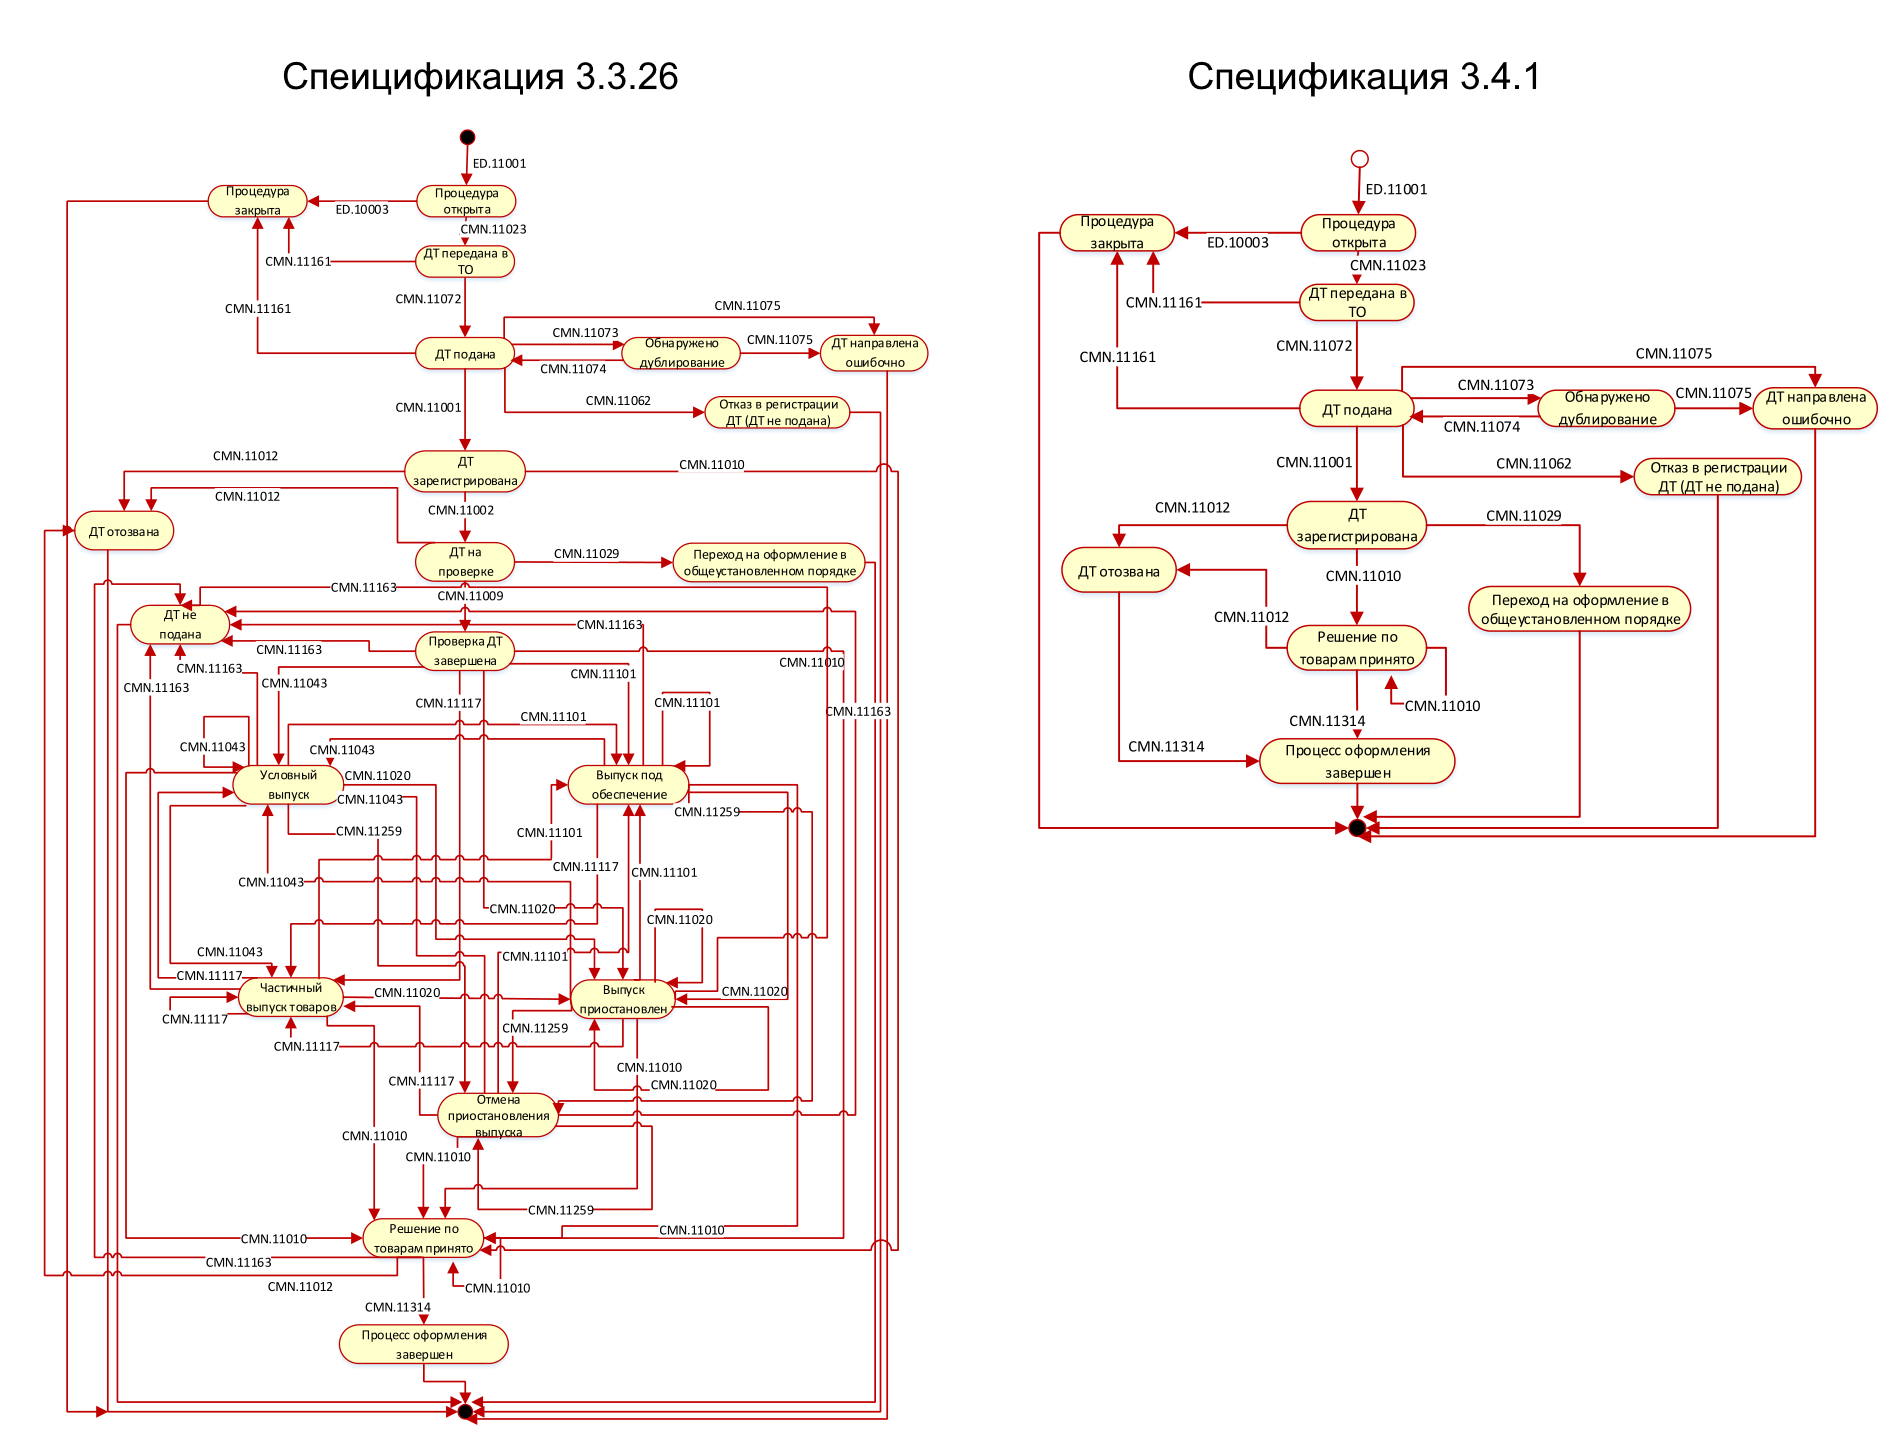 Спеицификация 3.3.26
ED.11001
Процедура
закрыта
Процедура
открыта
ED.10003
CMN.11023
ДТ передана в
ТО
CMN.11161
CMN.11072
CMN.11161
CMN.11075
CMN.11073
CMN.11075
ДТ подана
Обнаружено
дублирование
ДТ направлена
ошибочно
CMN.11074
CMN.11001
CMN.11062
Отказ в регистрации
ДТ (ДТ не подана)
CMN.11012
ДТ
зарегистрирована
CMN.11010
CMN.11012
CMN.11002
ДТ отозвана
ДТ на
проверке
CMN.11029
Переход на оформление в
общеустановленном порядке
CMN.11163
CMN.11009
ДТ не
подана
CMN.11163
CMN.11163
Проверка ДТ
завершена
CMN.11010
CMN.11163
CMN.11163
CMN.11043
CMN.11101
CMN.11117
CMN.11101
CMN.11163
CMN.11101
CMN.11043
CMN.11043
CMN.11020
Условный
выпуск
Выпуск под
обеспечение
CMN.11043
CMN.11259
CMN.11259
CMN.11101
CMN.11117
CMN.11101
CMN.11043
CMN.11020
CMN.11020
CMN.11043
CMN.11101
CMN.11117
Частичный
выпуск товаров
CMN.11020
Выпуск
приостановлен
CMN.11020
CMN.11117
CMN.11259
CMN.11117
CMN.11010
CMN.11117
CMN.11020
Отмена
приостановления
выпуска
CMN.11010
CMN.11010
CMN.11259
Решение по
товарам принято
CMN.11010
CMN.11010
CMN.11163
CMN.11012
CMN.11010
CMN.11314
Процесс оформления
завершен
Спецификация 3.4.1
ED.11001
Процедура
закрыта
Процедура
открыта
ED.10003
CMN.11023
ДТ передана в
ТО
CMN.11161
CMN.11072
CMN.11161
CMN.11075
CMN.11073
CMN.11075
ДТ подана
Обнаружено
дублирование
ДТ направлена
ошибочно
CMN.11074
CMN.11001
CMN.11062
Отказ в регистрации
ДТ (ДТ не подана)
CMN.11012
ДТ
зарегистрирована
CMN.11029
ДТ отозвана
CMN.11010
Переход на оформление в
общеустановленном порядке
CMN.11012
Решение по
товарам принято
CMN.11010
CMN.11314
CMN.11314
Процесс оформления
завершен